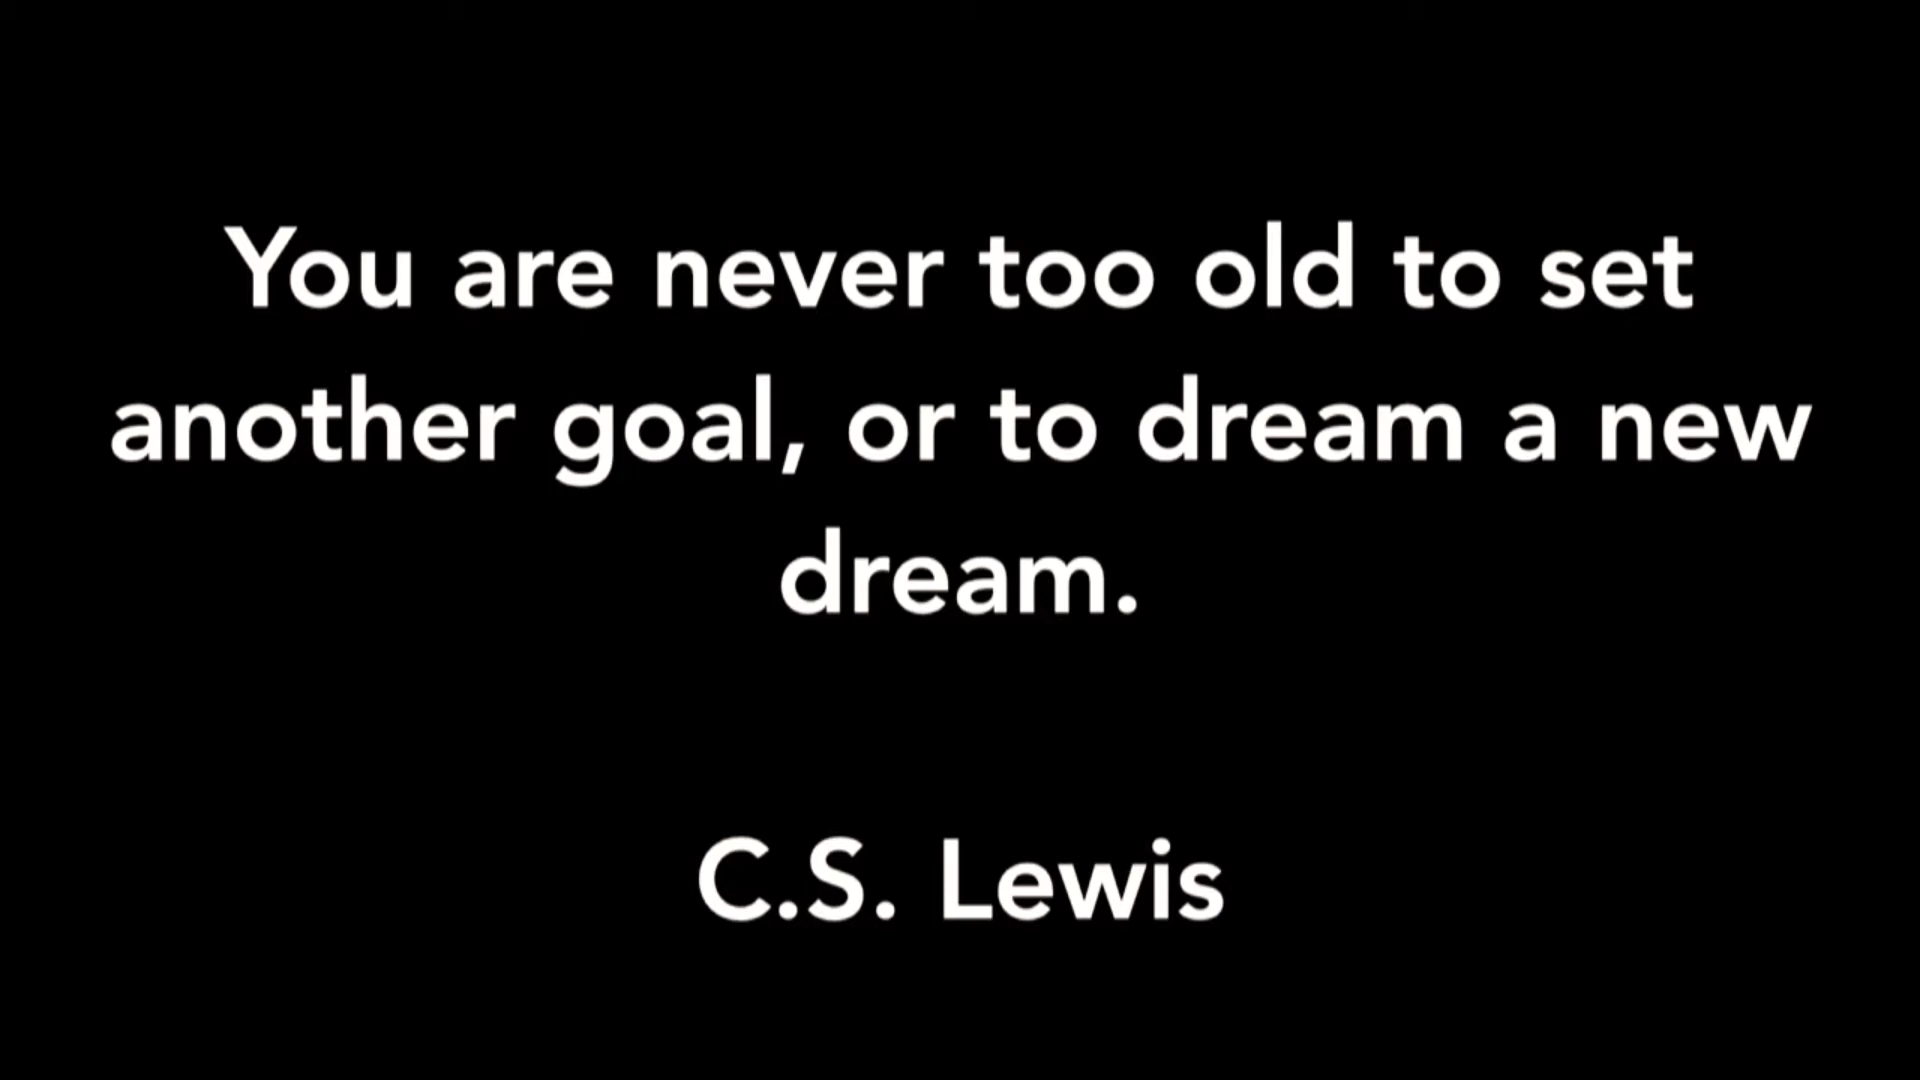 You are never too old to set
another goal, or to dream a new
dream.
C.S. Lewis